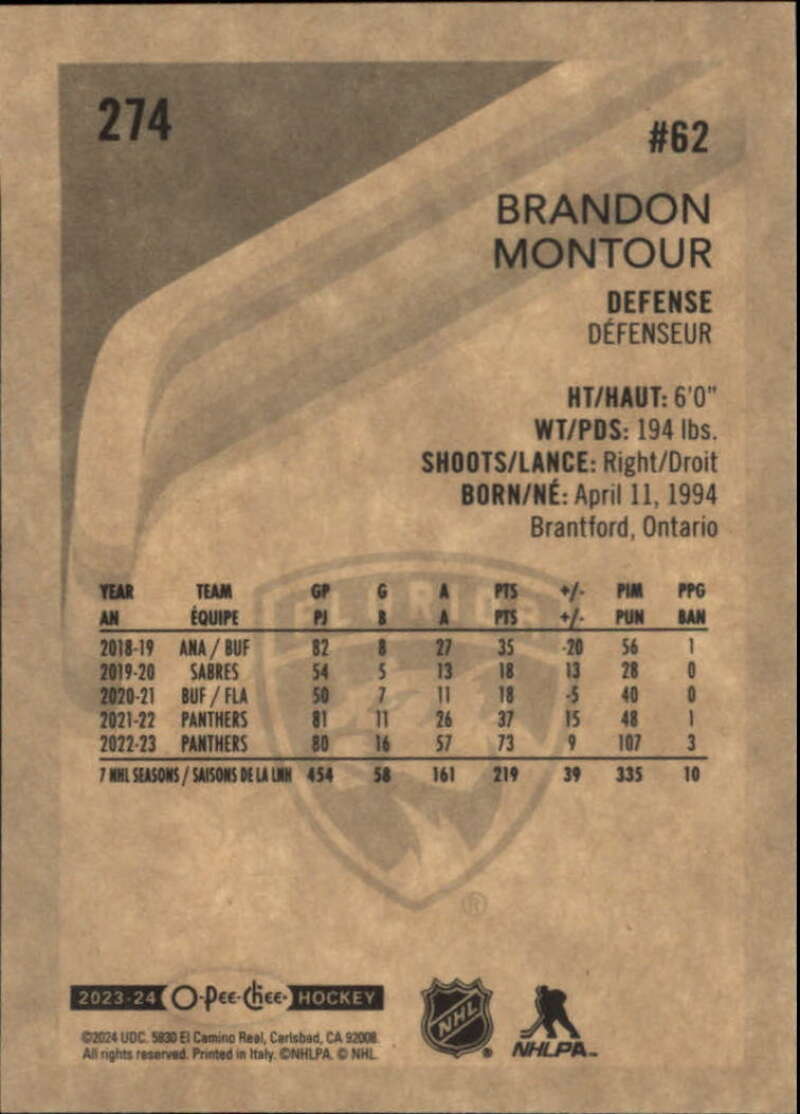 274
#62
BRANDON
MONTOUR
DEFENSE
DÉFENSEUR
HT/HAUT: 6'0"
WT/PDS: 194 lbs.
SHOOTS/LANCE: Right/Droit
BORN/NÉ: April 11, 1994
Brantford, Ontario
YEAR TEAM GP G A PTS +/- PIM PPG
AN ÉQUIPE PJ B A PTS +/- PUN BAN
2018-19 ANA / BUF 82 8 27 35 -20 56 1
2019-20 SABRES 54 5 13 18 13 28 0
2020-21 BUF / FLA 50 7 11 18 -5 40 0
2021-22 PANTHERS 81 11 26 37 15 48 1
2022-23 PANTHERS 80 16 57 73 9 107 3
7 NHL SEASONS / SAISONS DE LA LNH 454 58 161 219 39 335 10
®
2023-24 O-Pee-Chee HOCKEY
©2024 UDC. 5830 El Camino Real, Carlsbad, CA 92008.
All rights reserved. Printed in Italy. ©NHLPA. © NHL.
NHL
NHLPA